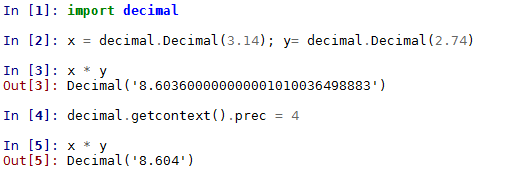 In [1]: import decimal
In [2]: x = decimal.Decimal(3.14); y= decimal.Decimal(2.74)
In [3]: x * y
Out[3]: Decimal('8.603600000000001010036498883')
In [4]: decimal.getcontext().prec = 4
In [5]: x * y
Out[5]: Decimal('8.604')